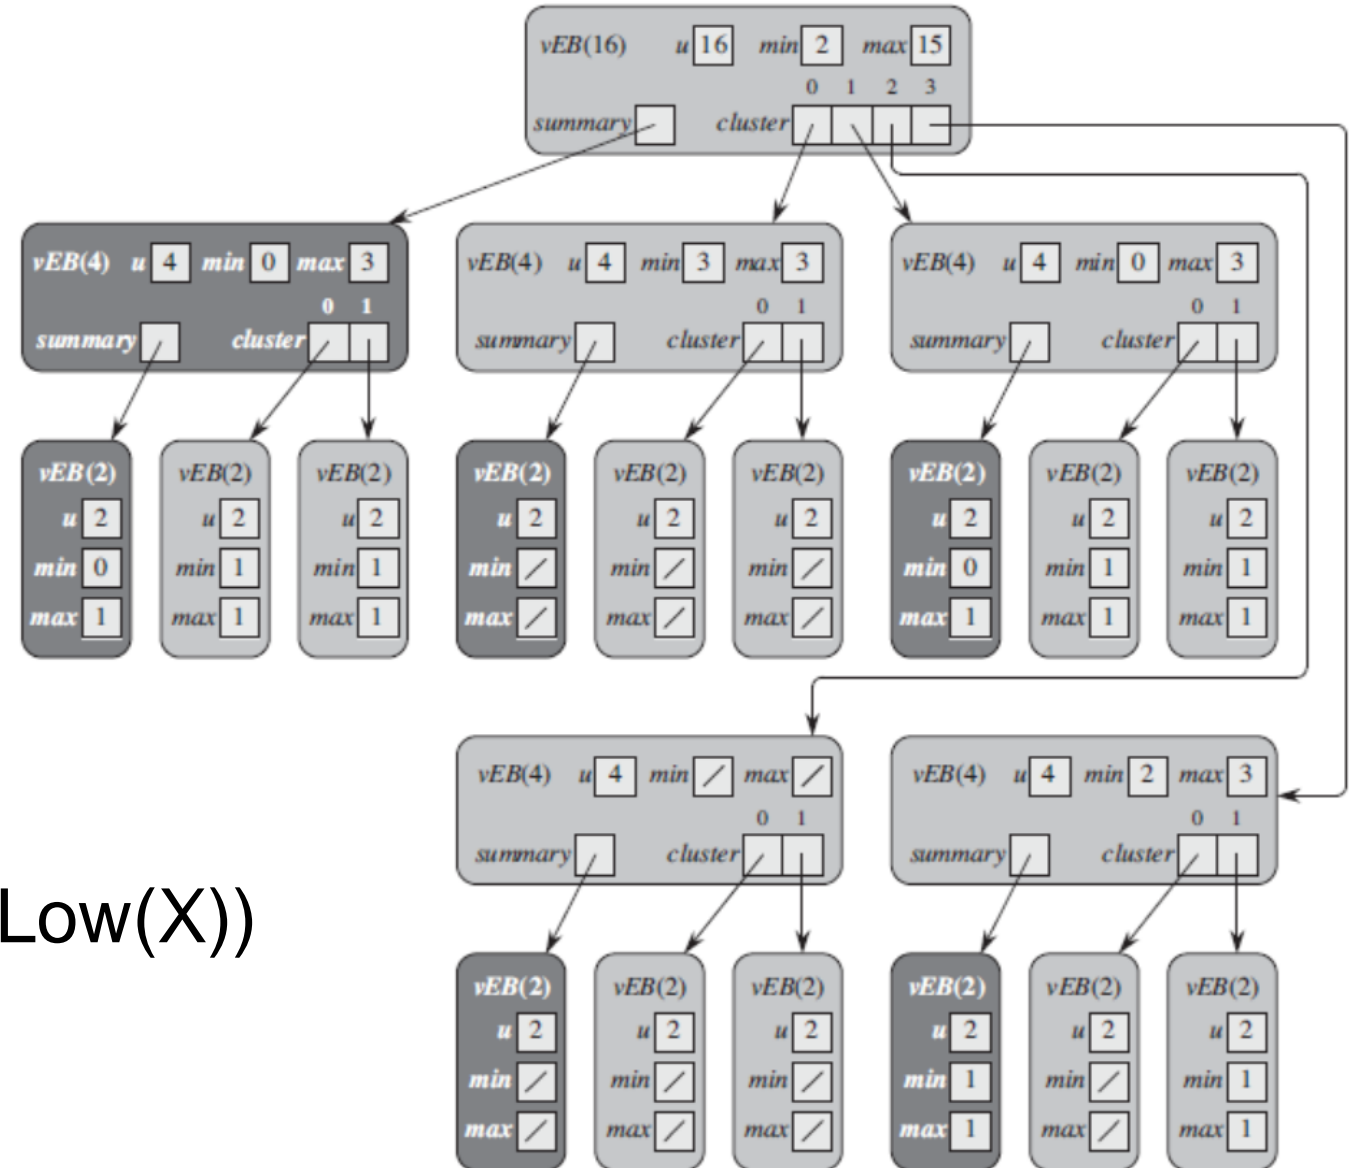 vEB(16) u 16 min 2 max 15
0 1 2 3
summary cluster
vEB(4) u 4 min 0 max 3
0 1
summary cluster
vEB(4) u 4 min 3 max 3
0 1
summary cluster
vEB(4) u 4 min 0 max 3
0 1
summary cluster
vEB(2)
u 2
min 0
max 1
vEB(2)
u 2
min 1
max 1
vEB(2)
u 2
min 1
max 1
vEB(2)
u 2
min /
max /
vEB(2)
u 2
min /
max /
vEB(2)
u 2
min /
max /
vEB(2)
u 2
min 0
max 1
vEB(2)
u 2
min 1
max 1
vEB(2)
u 2
min 1
max 1
vEB(4) u 4 min / max /
0 1
summary cluster
vEB(4) u 4 min 2 max 3
0 1
summary cluster
Low(X))
vEB(2)
u 2
min /
max /
vEB(2)
u 2
min /
max /
vEB(2)
u 2
min /
max /
vEB(2)
u 2
min 1
max 1
vEB(2)
u 2
min /
max /
vEB(2)
u 2
min 1
max 1